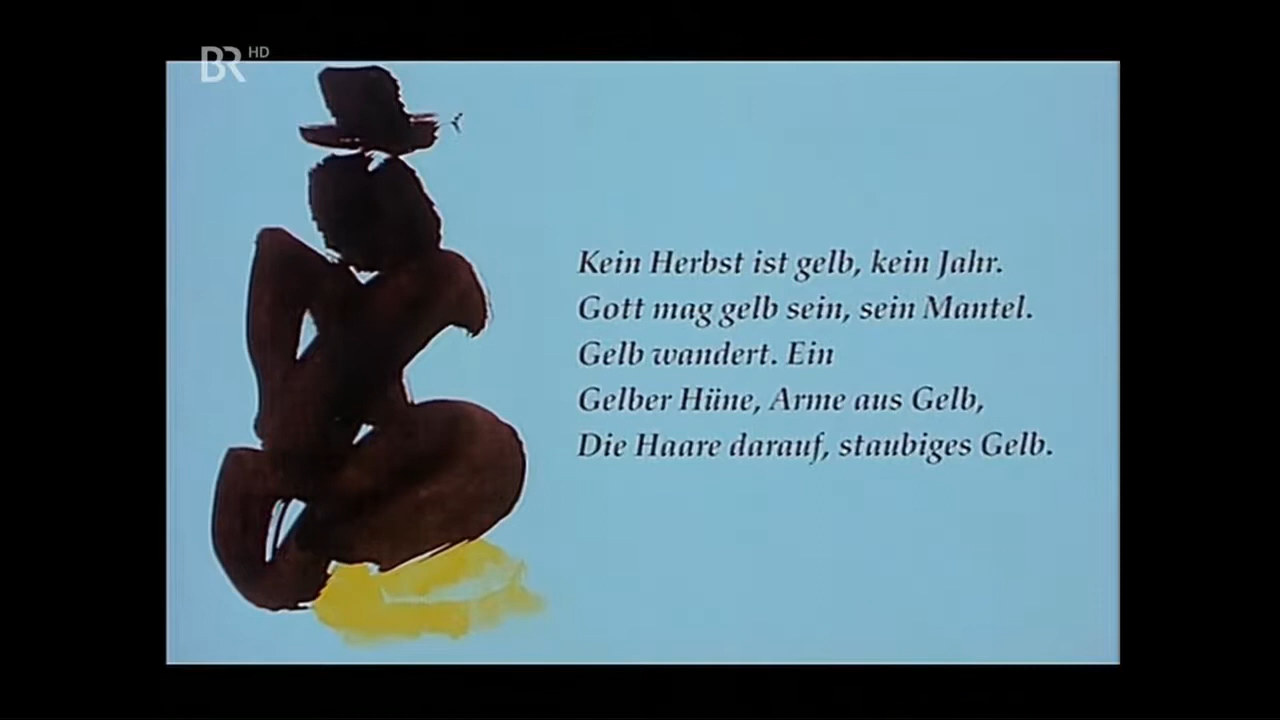 BR HD
Kein Herbst ist gelb, kein Jahr.
Gott mag gelb sein, sein Mantel.
Gelb wandert. Ein
Gelber Hüne, Arme aus Gelb,
Die Haare darauf, staubiges Gelb.